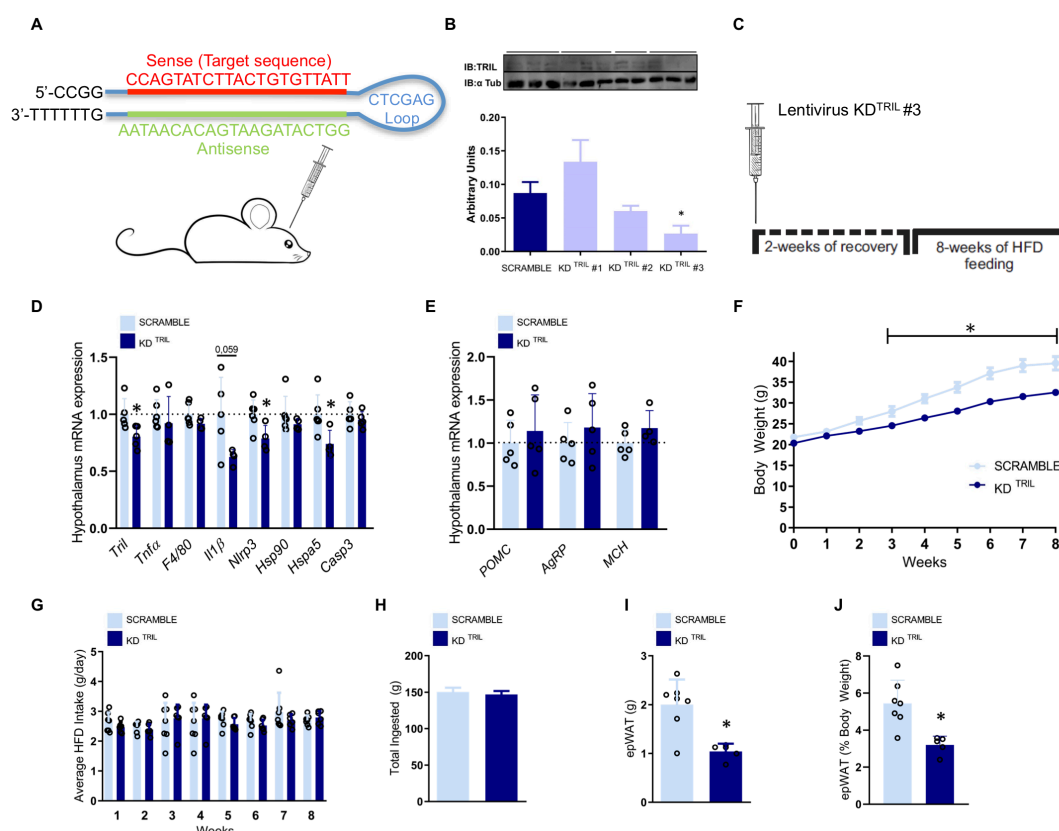 A
Sense (Target sequence)
CCAGTATCTTACTGTGTTATT
5’-CCGG
3’-TTTTTTG
CTCGAG
Loop
AATAACACAGTAAGATACTGG
Antisense
B
IB:TRIL
IB:α Tub
Arbitrary Units
0.20
0.15
0.10
0.05
0.00
SCRAMBLE
KD TRIL #1
KD TRIL #2
KD TRIL #3
*
C
Lentivirus KDTRIL #3
2-weeks of recovery
8-weeks of HFD
feeding
D
SCRAMBLE
KD TRIL
Hypothalamus mRNA expression
1.5
1.0
0.5
0.0
0,059
*
*
*
Tril
Tnfα
F4/80
Il1β
Nlrp3
Hsp90
Hspa5
Casp3
E
SCRAMBLE
KD TRIL
Hypothalamus mRNA expression
2.0
1.5
1.0
0.5
0.0
POMC
AgRP
MCH
F
*
Body Weight (g)
40
35
30
25
20
15
10
5
0
0 1 2 3 4 5 6 7 8
Weeks
SCRAMBLE
KD TRIL
G
SCRAMBLE
KD TRIL
Average HFD Intake (g/day)
5
4
3
2
1
0
1 2 3 4 5 6 7 8
Weeks
H
SCRAMBLE
KD TRIL
Total Ingested (g)
200
150
100
50
0
I
SCRAMBLE
KD TRIL
epWAT (g)
3
2
1
0
*
J
SCRAMBLE
KD TRIL
epWAT (% Body Weight)
8
6
4
2
0
*